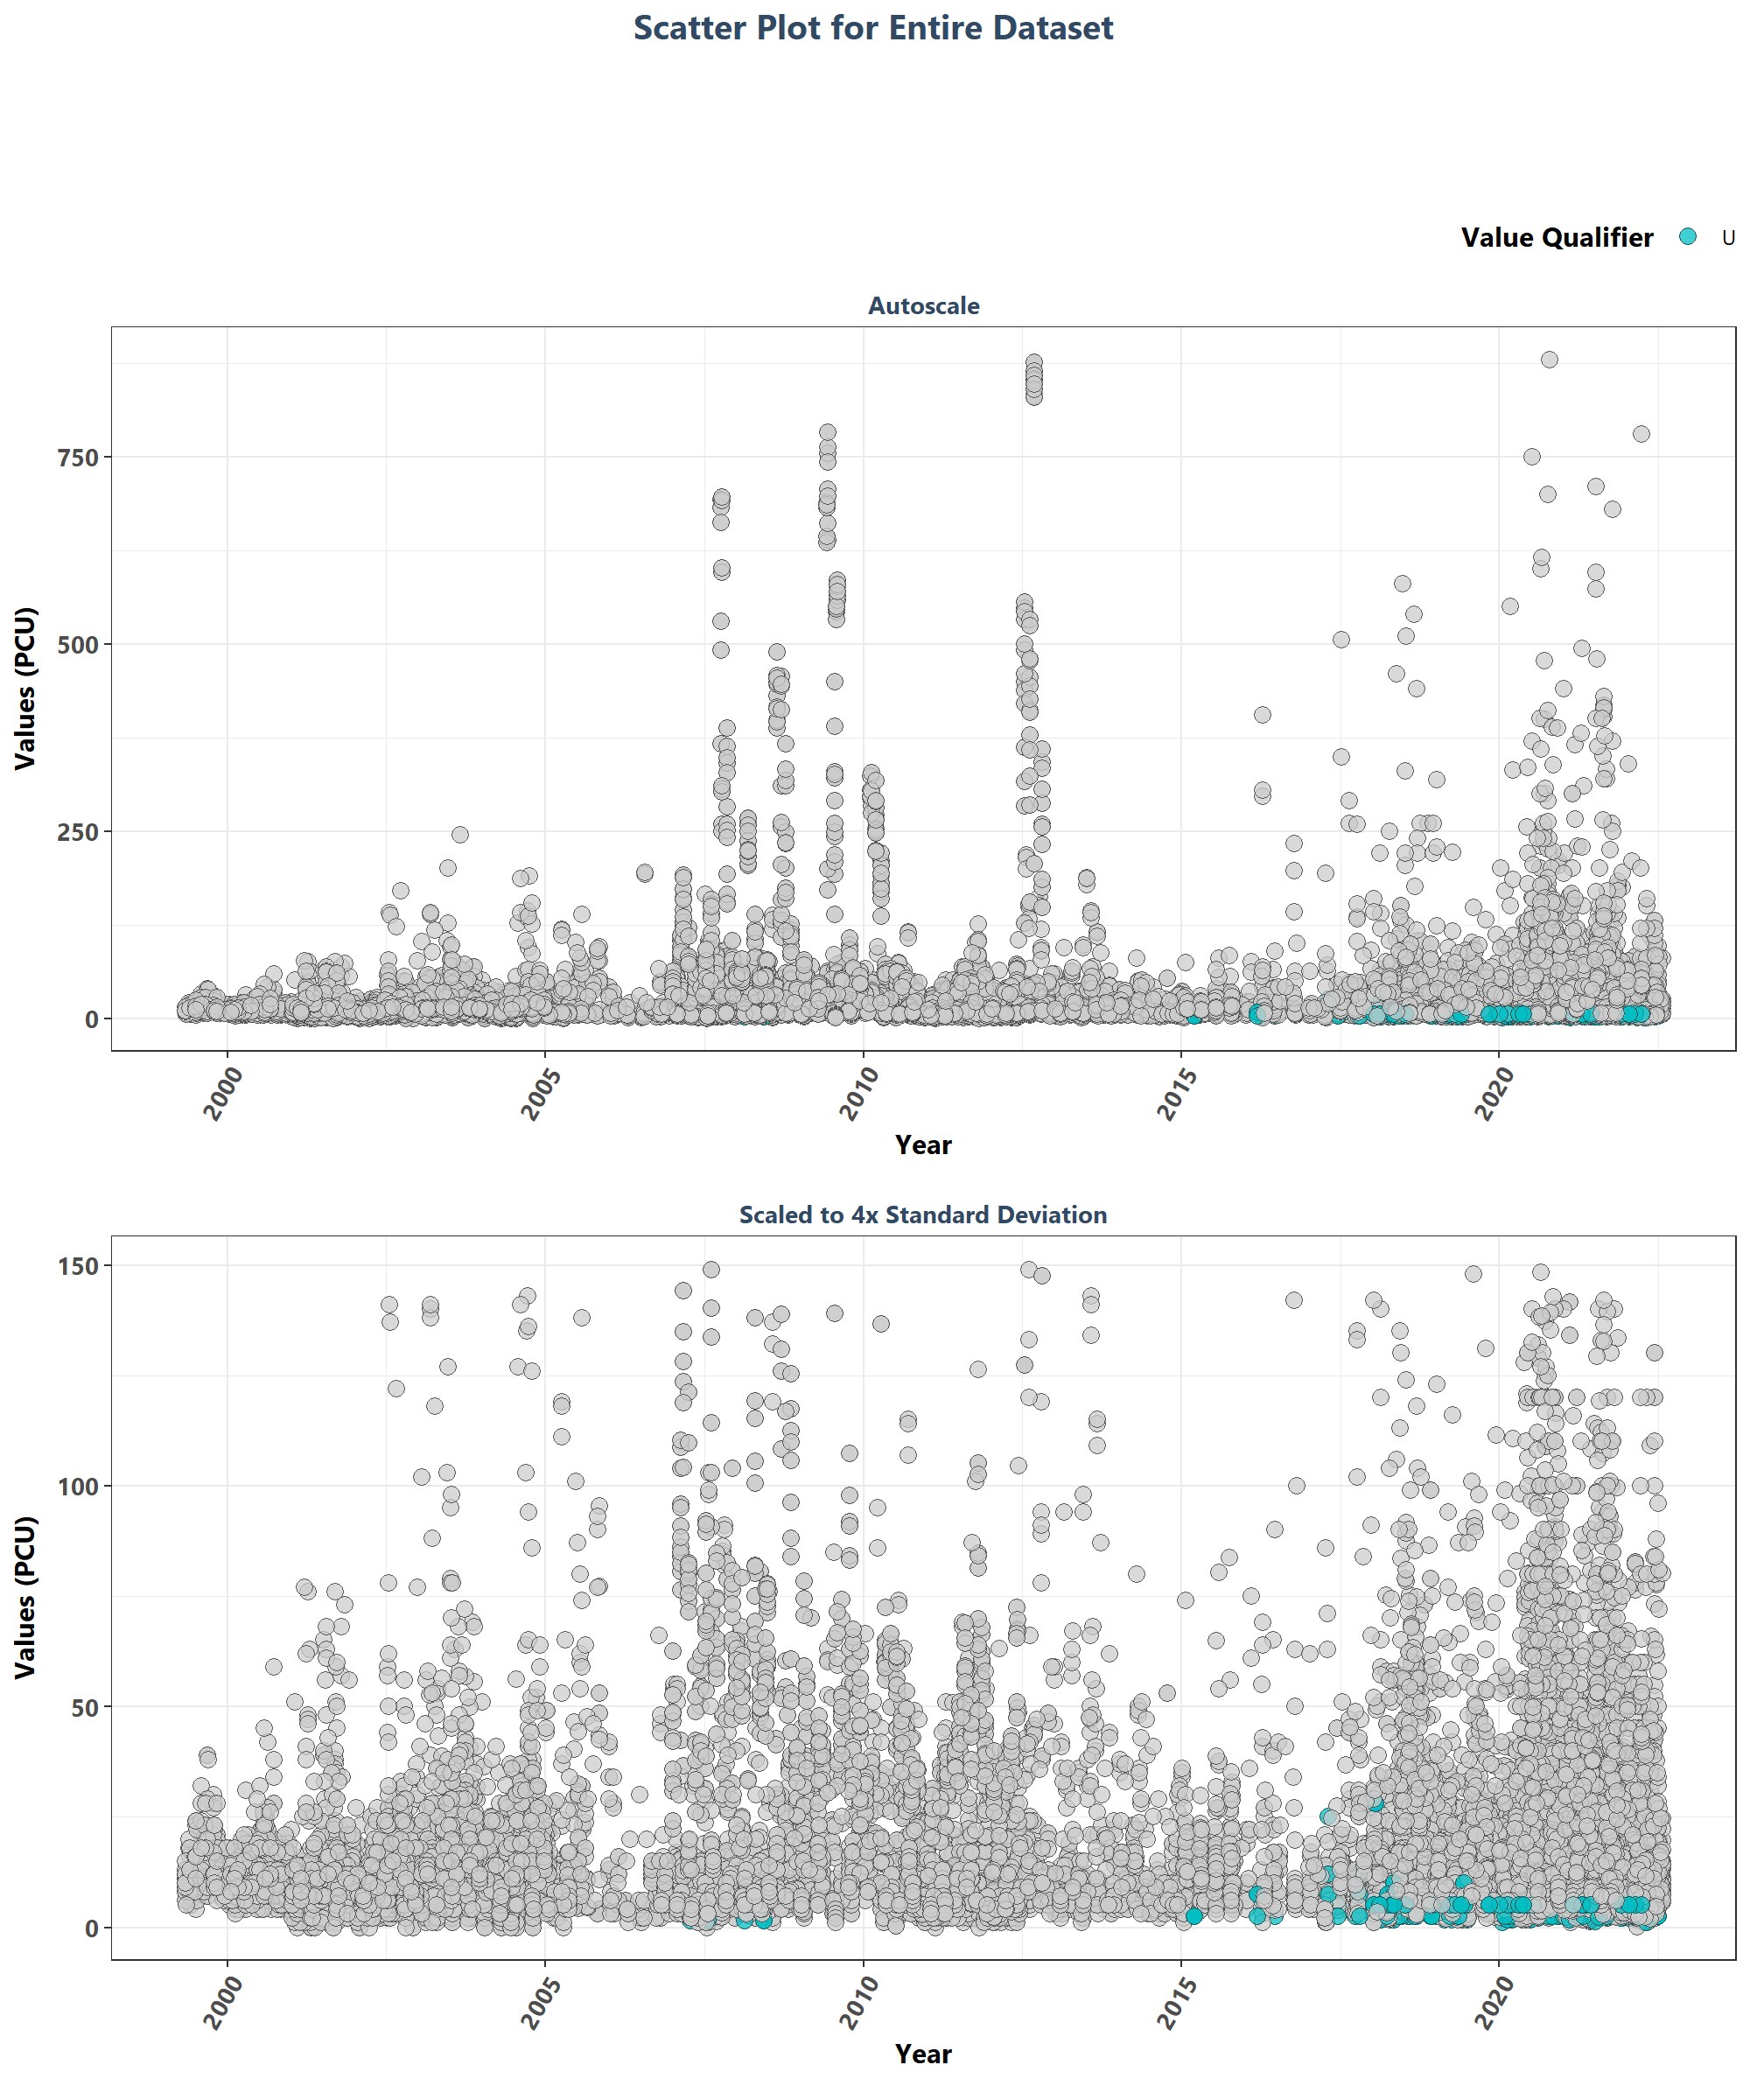 Scatter Plot for Entire Dataset
Value Qualifier U
Autoscale
Values (PCU)
750
500
250
0
2000 2005 2010 2015 2020
Year
Scaled to 4x Standard Deviation
Values (PCU)
150
100
50
0
2000 2005 2010 2015 2020
Year